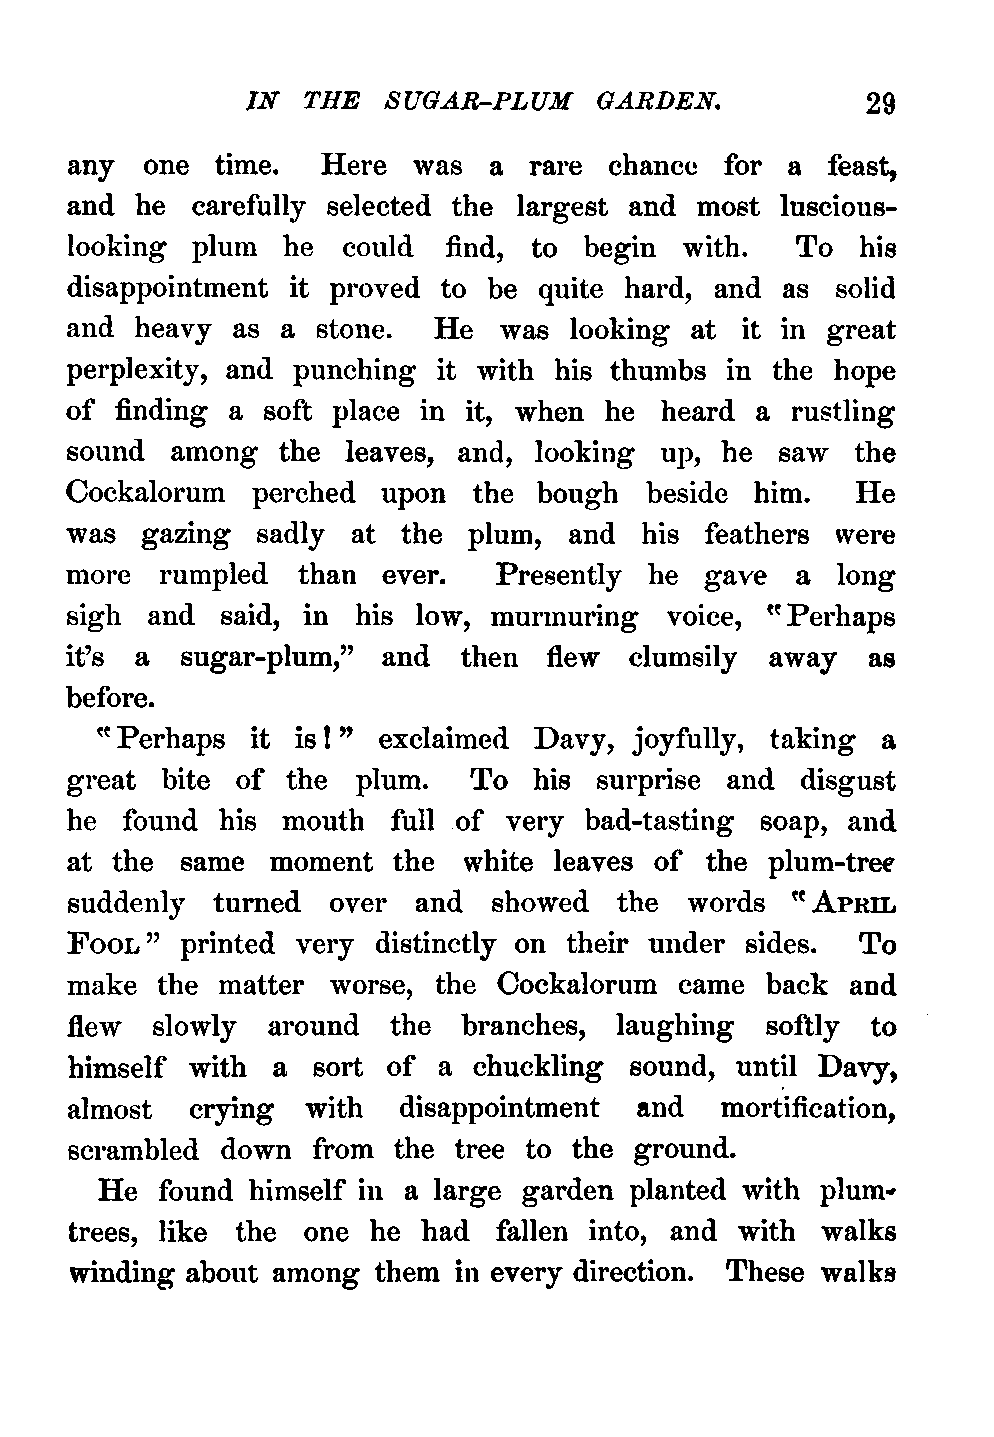 IN THE SUGAR-PLUM GARDEN. 29
any one time. Here was a rare chance for a feast,
and he carefully selected the largest and most luscious-
looking plum he could find, to begin with. To his
disappointment it proved to be quite hard, and as solid
and heavy as a stone. He was looking at it in great
perplexity, and punching it with his thumbs in the hope
of finding a soft place in it, when he heard a rustling
sound among the leaves, and, looking up, he saw the
Cockalorum perched upon the bough beside him. He
was gazing sadly at the plum, and his feathers were
more rumpled than ever. Presently he gave a long
sigh and said, in his low, murmuring voice, "Perhaps
it's a sugar-plum," and then flew clumsily away as
before.
"Perhaps it is!" exclaimed Davy, joyfully, taking a
great bite of the plum. To his surprise and disgust
he found his mouth full of very bad-tasting soap, and
at the same moment the white leaves of the plum-tree
suddenly turned over and showed the words "APRIL
FOOL" printed very distinctly on their under sides. To
make the matter worse, the Cockalorum came back and
flew slowly around the branches, laughing softly to
himself with a sort of a chuckling sound, until Davy,
almost crying with disappointment and mortification,
scrambled down from the tree to the ground.
He found himself in a large garden planted with plum-
trees, like the one he had fallen into, and with walks
winding about among them in every direction. These walks